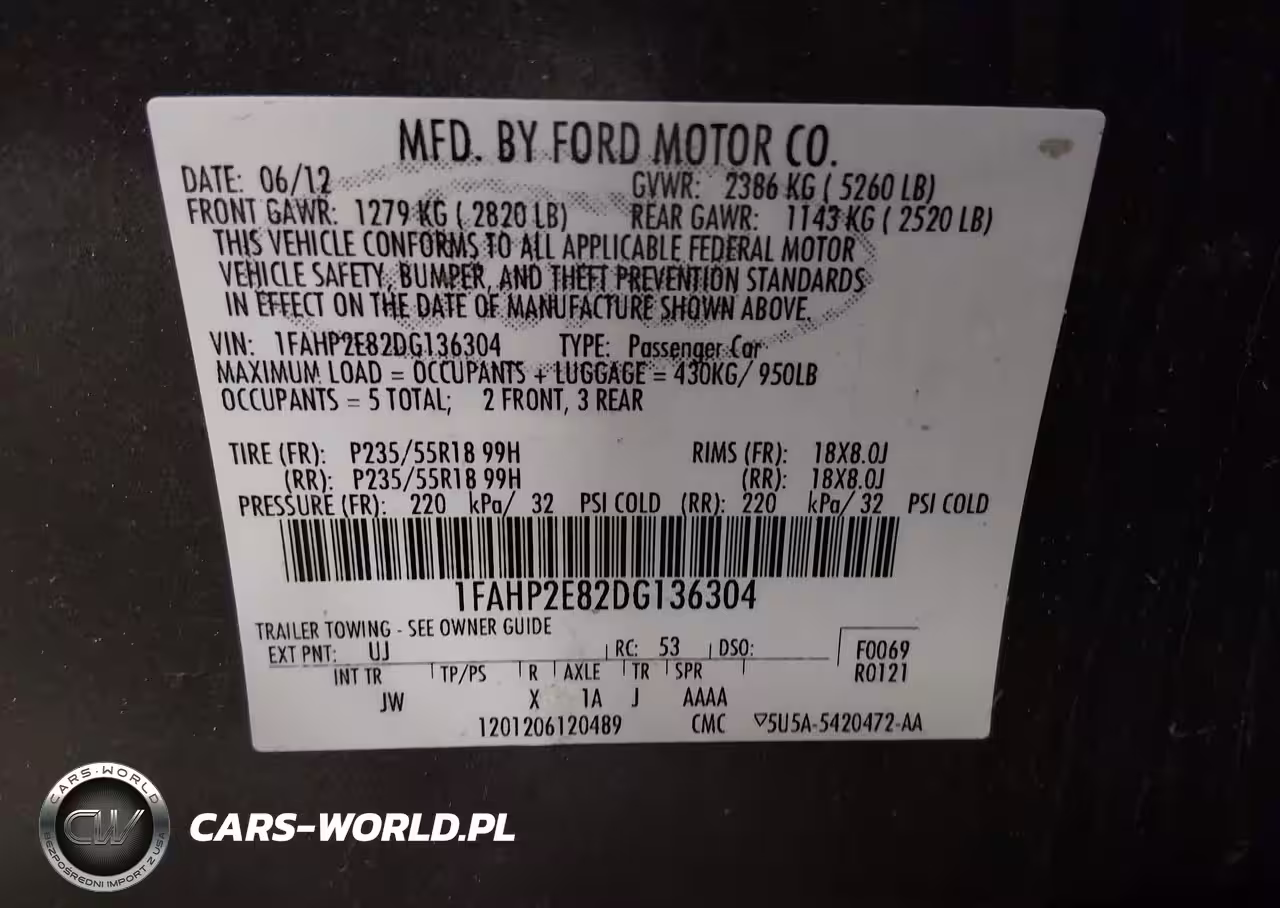 MFD. BY FORD MOTOR CO.
DATE: 06/12 GVWR: 2386 KG ( 5260 LB)
FRONT GAWR: 1279 KG ( 2820 LB) REAR GAWR: 1143 KG ( 2520 LB)
THIS VEHICLE CONFORMS TO ALL APPLICABLE FEDERAL MOTOR
VEHICLE SAFETY, BUMPER, AND THEFT PREVENTION STANDARDS
IN EFFECT ON THE DATE OF MANUFACTURE SHOWN ABOVE.
VIN: 1FAHP2E82DG136304 TYPE: Passenger Car
MAXIMUM LOAD = OCCUPANTS + LUGGAGE = 430KG/ 950LB
OCCUPANTS = 5 TOTAL; 2 FRONT, 3 REAR
TIRE (FR): P235/55R18 99H RIMS (FR): 18X8.0J
(RR): P235/55R18 99H (RR): 18X8.0J
PRESSURE (FR): 220 kPa/ 32 PSI COLD (RR): 220 kPa/ 32 PSI COLD
1FAHP2E82DG136304
TRAILER TOWING - SEE OWNER GUIDE
EXT PNT: UJ RC: 53 DSO: F0069
INT TR TP/PS R AXLE TR SPR R0121
JW X 1A J AAAA
1201206120489 CMC ▽5U5A-5420472-AA
CARS-WORLD
CW
BEZPOŚREDNI IMPORT Z USA
CARS-WORLD.PL